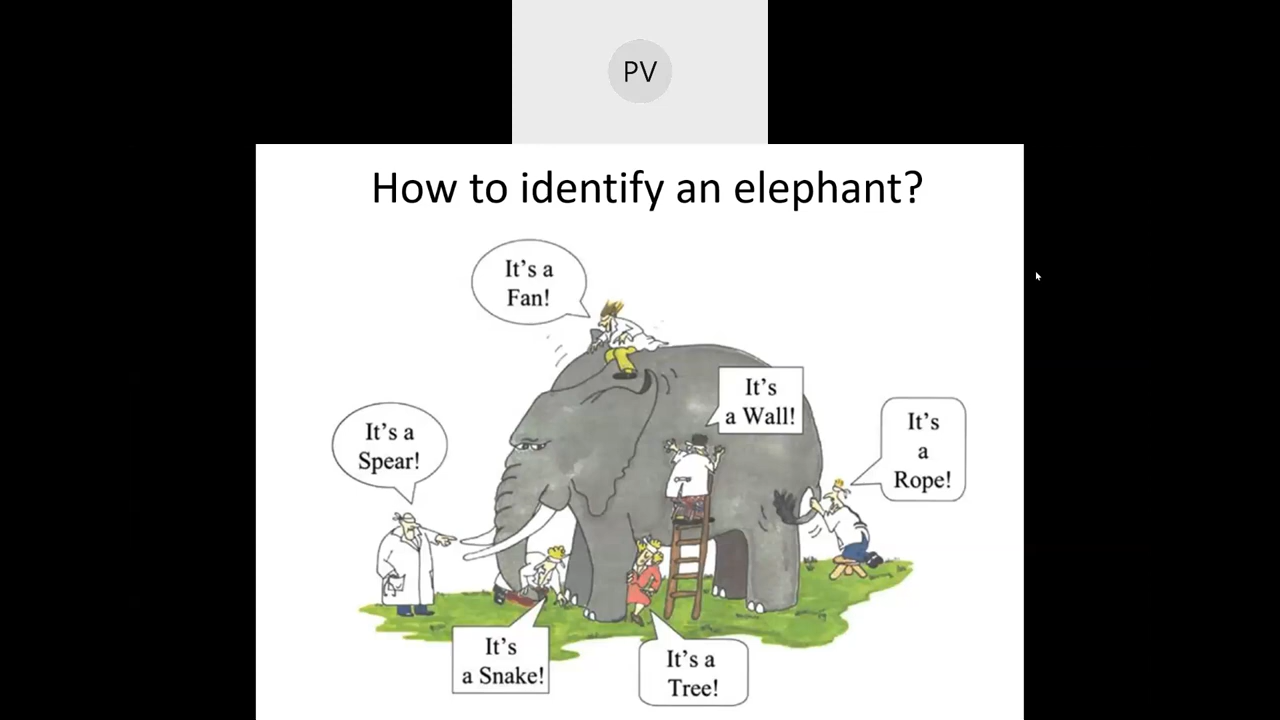 PV
How to identify an elephant?
It's a
Fan!
It's
a Wall!
It's
a
Rope!
It's a
Spear!
It's
a Snake!
It's a
Tree!